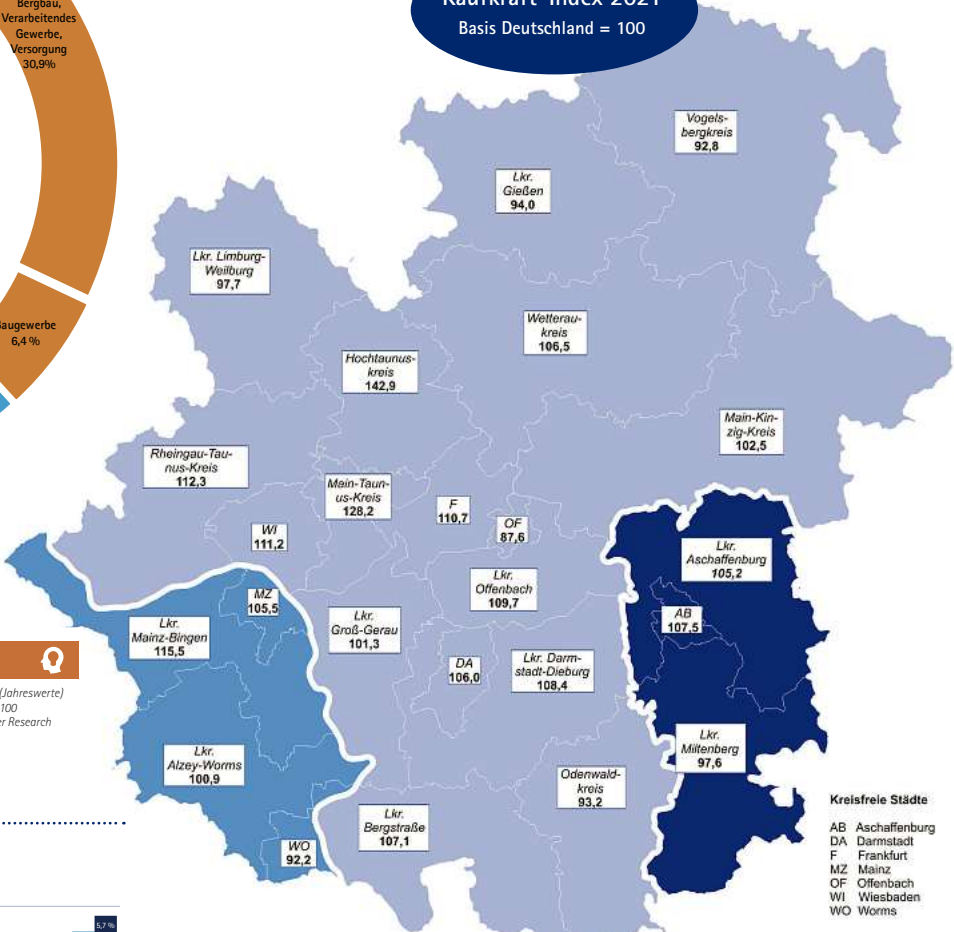 Bergbau,
Verarbeitendes
Gewerbe,
Versorgung
30,9%
Baugewerbe
6,4 %
Kaufkraft-Index 2021
Basis Deutschland = 100
Vogels-
bergkreis
92,8
Lkr.
Gießen
94,0
Lkr. Limburg-
Weilburg
97,7
Wetterau-
kreis
106,5
Hochtaunus-
kreis
142,9
Main-Kin-
zig-Kreis
102,5
Rheingau-Tau-
nus-Kreis
112,3
Main-Taun-
us-Kreis
128,2
F
110,7
OF
87,6
WI
111,2
Lkr.
Aschaffenburg
105,2
Lkr.
Offenbach
109,7
MZ
105,5
Lkr.
Groß-Gerau
101,3
AB
107,5
Lkr.
Mainz-Bingen
115,5
DA
106,0
Lkr. Darm-
stadt-Dieburg
108,4
(Jahreswerte)
100
er Research
Lkr.
Miltenberg
97,6
Lkr.
Alzey-Worms
100,9
Odenwald-
kreis
93,2
Lkr.
Bergstraße
107,1
WO
92,2
Kreisfreie Städte
AB Aschaffenburg
DA Darmstadt
F Frankfurt
MZ Mainz
OF Offenbach
WI Wiesbaden
WO Worms
5,7 %